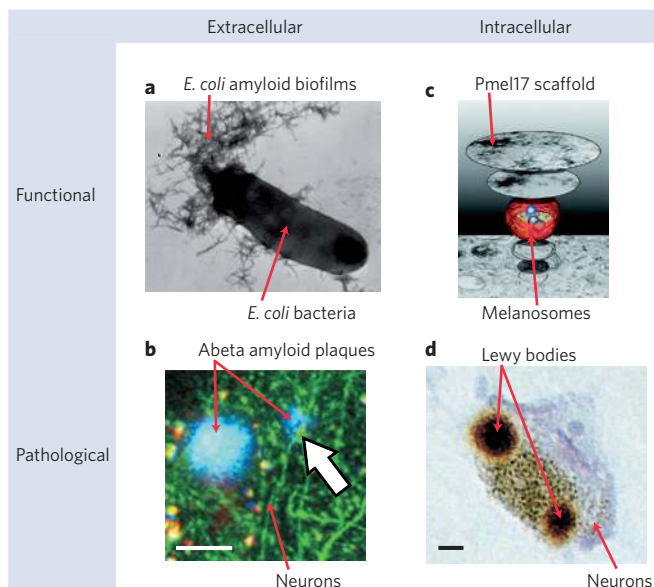 Extracellular
Intracellular
Functional
a
E. coli amyloid biofilms
E. coli bacteria
c
Pmel17 scaffold
Melanosomes
Pathological
b
Abeta amyloid plaques
Neurons
d
Lewy bodies
Neurons